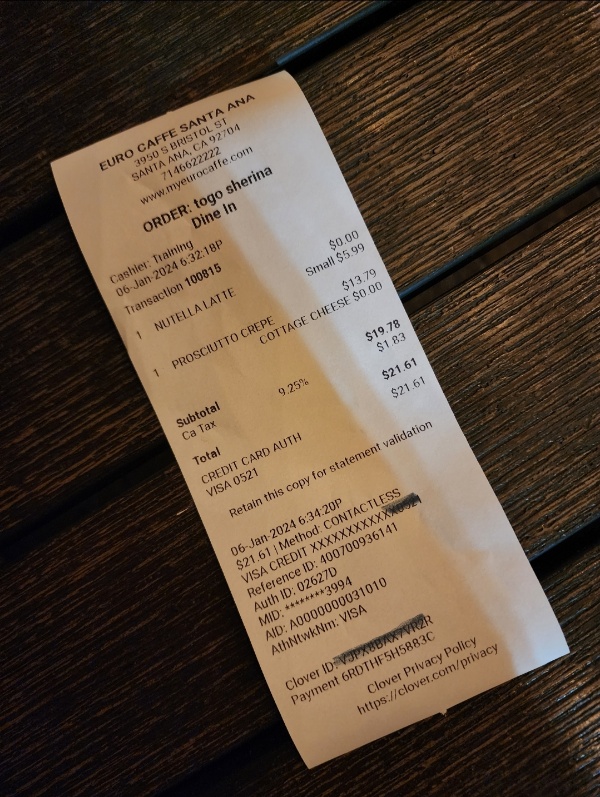 EURO CAFFE SANTA ANA
3950 S BRISTOL ST
SANTA ANA, CA 92704
7146622222
www.myeurocaffe.com
ORDER: togo sherina
Dine In
Cashier: Training
06-Jan-2024 6:32:18P
Transaction 100815
1 NUTELLA LATTE $0.00
Small $5.99
1 PROSCIUTTO CREPE $13.79
COTTAGE CHEESE $0.00
Subtotal $19.78
Ca Tax 9.25% $1.83
Total $21.61
CREDIT CARD AUTH $21.61
VISA 0521
Retain this copy for statement validation
06-Jan-2024 6:34:20P
$21.61 | Method: CONTACTLESS
VISA CREDIT
Reference ID: 400700936141
Auth ID: 02627D
MID: ********3994
AID: A0000000031010
AthNtwkNm: VISA
Clover ID:
Payment 6RDTHF5H5883C
Clover Privacy Policy
https://clover.com/privacy